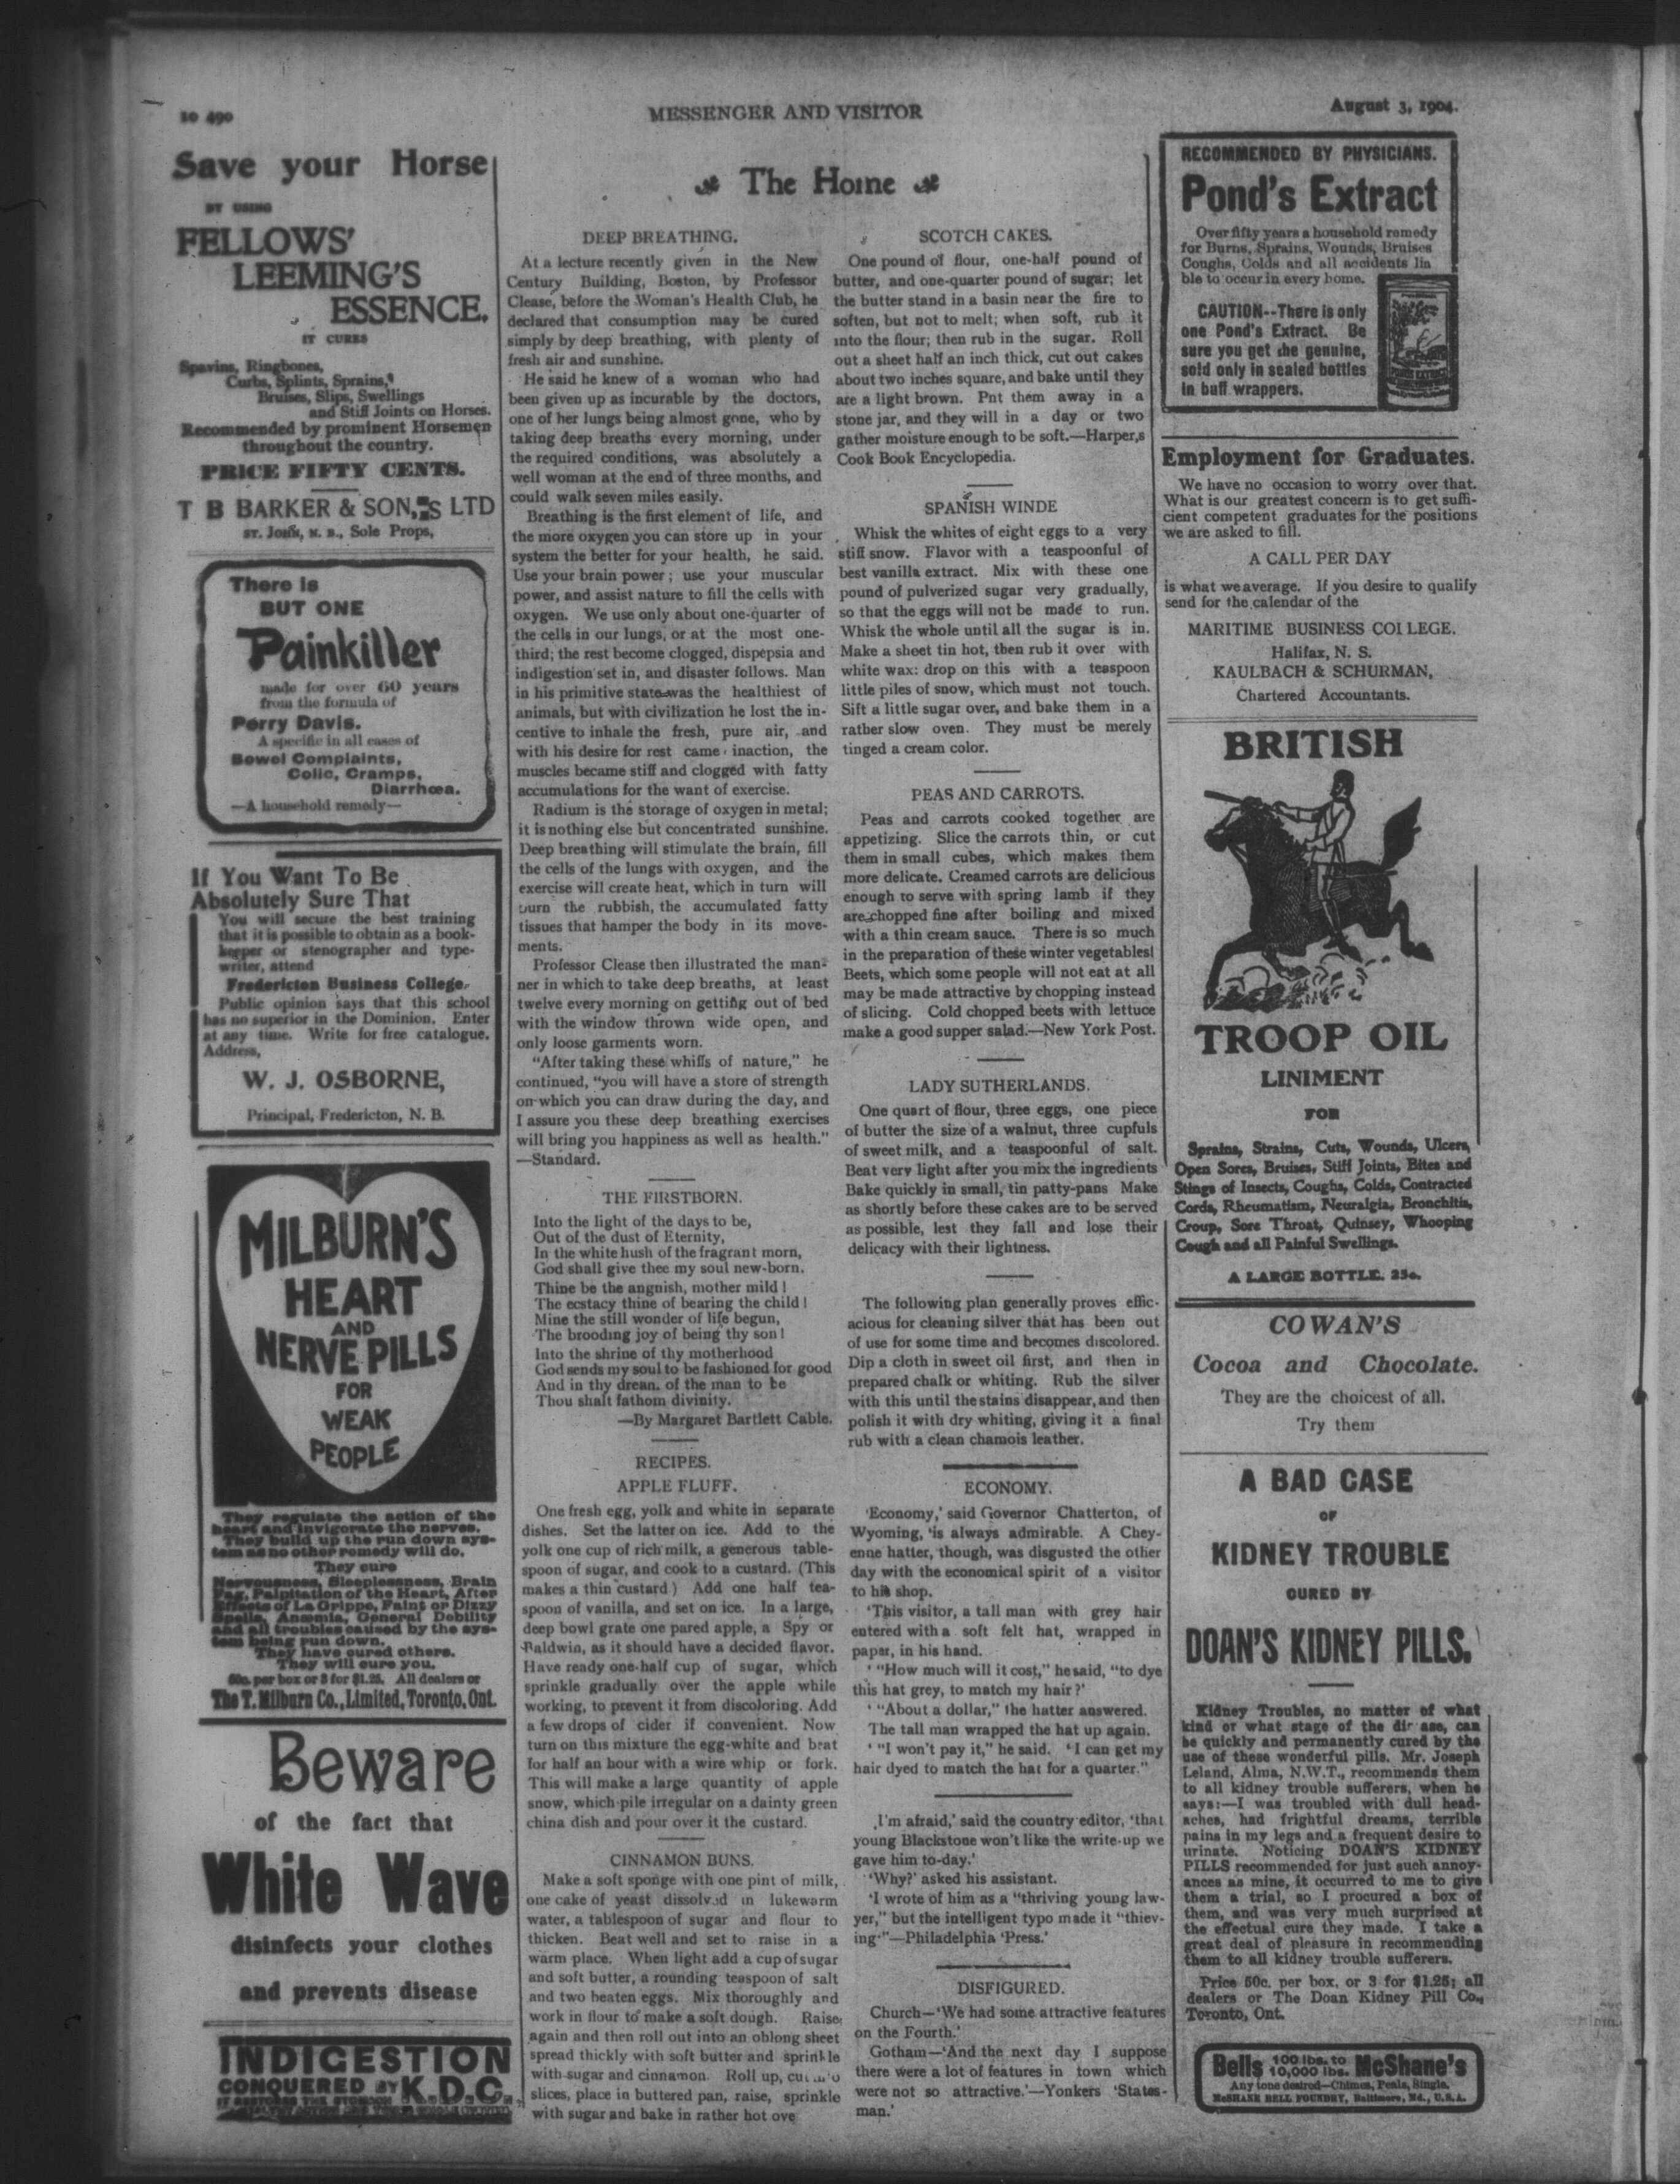 10 490
MESSENGER AND VISITOR
August 3, 1904.
Save your Horse
BY USING
FELLOWS'
LEEMING'S
ESSENCE.
IT CURES
Spavins, Ringbones,
Curbs, Splints, Sprains,
Bruises, Slips, Swellings
and Stiff Joints on Horses.
Recommended by prominent Horsemen
throughout the country.
PRICE FIFTY CENTS.
T B BARKER & SON,S LTD
ST. JOHN, N. B., Sole Props,
There is
BUT ONE
Painkiller
made for over 60 years
from the formula of
Perry Davis.
A specific in all cases of
Bowel Complaints,
Colic, Cramps,
Diarrhœa.
—A household remedy—
If You Want To Be
Absolutely Sure That
You will secure the best training
that it is possible to obtain as a book-
keeper or stenographer and type-
writer, attend
Fredericton Business College.
Public opinion says that this school
has no superior in the Dominion. Enter
at any time. Write for free catalogue.
Address,
W. J. OSBORNE,
Principal, Fredericton, N. B.
MILBURN'S
HEART
AND
NERVE PILLS
FOR
WEAK
PEOPLE
They regulate the action of the
heart and invigorate the nerves.
They build up the run down sys-
tem as no other remedy will do.
They cure
Nervousness, Sleeplessness, Brain
Fag, Palpitation of the Heart, After
Effects of La Grippe, Faint or Dizzy
Spells, Anæmia, General Debility
and all troubles caused by the sys-
tem being run down.
They have cured others.
They will cure you.
50c. per box or 3 for $1.25. All dealers or
The T. Milburn Co., Limited, Toronto, Ont.
Beware
of the fact that
White Wave
disinfects your clothes
and prevents disease
INDIGESTION
CONQUERED BY K.D.C.
IT RESTORES THE STOMACH
The Home
DEEP BREATHING.
At a lecture recently given in the New
Century Building, Boston, by Professor
Clease, before the Woman's Health Club, he
declared that consumption may be cured
simply by deep breathing, with plenty of
fresh air and sunshine.
He said he knew of a woman who had
been given up as incurable by the doctors,
one of her lungs being almost gone, who by
taking deep breaths every morning, under
the required conditions, was absolutely a
well woman at the end of three months, and
could walk seven miles easily.
Breathing is the first element of life, and
the more oxygen you can store up in your
system the better for your health, he said.
Use your brain power; use your muscular
power, and assist nature to fill the cells with
oxygen. We use only about one-quarter of
the cells in our lungs, or at the most one-
third; the rest become clogged, dispepsia and
indigestion set in, and disaster follows. Man
in his primitive state was the healthiest of
animals, but with civilization he lost the in-
centive to inhale the fresh, pure air, and
with his desire for rest came inaction, the
muscles became stiff and clogged with fatty
accumulations for the want of exercise.
Radium is the storage of oxygen in metal;
it is nothing else but concentrated sunshine.
Deep breathing will stimulate the brain, fill
the cells of the lungs with oxygen, and the
exercise will create heat, which in turn will
burn the rubbish, the accumulated fatty
tissues that hamper the body in its move-
ments.
Professor Clease then illustrated the man-
ner in which to take deep breaths, at least
twelve every morning on getting out of bed
with the window thrown wide open, and
only loose garments worn.
"After taking these whiffs of nature," he
continued, "you will have a store of strength
on which you can draw during the day, and
I assure you these deep breathing exercises
will bring you happiness as well as health."
—Standard.
THE FIRSTBORN.
Into the light of the days to be,
Out of the dust of Eternity,
In the white hush of the fragrant morn,
God shall give thee my soul new-born.
Thine be the angnish, mother mild!
The ecstacy thine of bearing the child!
Mine the still wonder of life begun,
The brooding joy of being thy son!
Into the shrine of thy motherhood
God sends my soul to be fashioned for good
And in thy drean. of the man to be
Thou shalt fathom divinity.
—By Margaret Bartlett Cable.
RECIPES.
APPLE FLUFF.
One fresh egg, yolk and white in separate
dishes. Set the latter on ice. Add to the
yolk one cup of rich milk, a generous table-
spoon of sugar, and cook to a custard. (This
makes a thin custard) Add one half tea-
spoon of vanilla, and set on ice. In a large,
deep bowl grate one pared apple, a Spy or
Baldwin, as it should have a decided flavor.
Have ready one-half cup of sugar, which
sprinkle gradually over the apple while
working, to prevent it from discoloring. Add
a few drops of cider if convenient. Now
turn on this mixture the egg-white and beat
for half an hour with a wire whip or fork.
This will make a large quantity of apple
snow, which pile irregular on a dainty green
china dish and pour over it the custard.
CINNAMON BUNS.
Make a soft sponge with one pint of milk,
one cake of yeast dissolved in lukewarm
water, a tablespoon of sugar and flour to
thicken. Beat well and set to raise in a
warm place. When light add a cup of sugar
and soft butter, a rounding teaspoon of salt
and two beaten eggs. Mix thoroughly and
work in flour to make a soft dough. Raise
again and then roll out into an oblong sheet
spread thickly with soft butter and sprinkle
with sugar and cinnamon. Roll up,
slices, place in buttered pan, raise, sprinkle
with sugar and bake in rather hot ove
SCOTCH CAKES.
One pound of flour, one-half pound of
butter, and one-quarter pound of sugar; let
the butter stand in a basin near the fire to
soften, but not to melt; when soft, rub it
into the flour; then rub in the sugar. Roll
out a sheet half an inch thick, cut out cakes
about two inches square, and bake until they
are a light brown. Pnt them away in a
stone jar, and they will in a day or two
gather moisture enough to be soft.—Harper,s
Cook Book Encyclopedia.
SPANISH WINDE
Whisk the whites of eight eggs to a very
stiff snow. Flavor with a teaspoonful of
best vanilla extract. Mix with these one
pound of pulverized sugar very gradually,
so that the eggs will not be made to run.
Whisk the whole until all the sugar is in.
Make a sheet tin hot, then rub it over with
white wax: drop on this with a teaspoon
little piles of snow, which must not touch.
Sift a little sugar over, and bake them in a
rather slow oven. They must be merely
tinged a cream color.
PEAS AND CARROTS.
Peas and carrots cooked together are
appetizing. Slice the carrots thin, or cut
them in small cubes, which makes them
more delicate. Creamed carrots are delicious
enough to serve with spring lamb if they
are chopped fine after boiling and mixed
with a thin cream sauce. There is so much
in the preparation of these winter vegetables!
Beets, which some people will not eat at all
may be made attractive by chopping instead
of slicing. Cold chopped beets with lettuce
make a good supper salad.—New York Post.
LADY SUTHERLANDS.
One quart of flour, three eggs, one piece
of butter the size of a walnut, three cupfuls
of sweet milk, and a teaspoonful of salt.
Beat very light after you mix the ingredients
Bake quickly in small, tin patty-pans Make
as shortly before these cakes are to be served
as possible, lest they fall and lose their
delicacy with their lightness.
The following plan generally proves effic-
acious for cleaning silver that has been out
of use for some time and becomes discolored.
Dip a cloth in sweet oil first, and then in
prepared chalk or whiting. Rub the silver
with this until the stains disappear, and then
polish it with dry whiting, giving it a final
rub with a clean chamois leather.
ECONOMY.
'Economy,' said Governor Chatterton, of
Wyoming, 'is always admirable. A Chey-
enne hatter, though, was disgusted the other
day with the economical spirit of a visitor
to his shop.
'This visitor, a tall man with grey hair
entered with a soft felt hat, wrapped in
paper, in his hand.
' "How much will it cost," he said, "to dye
this hat grey, to match my hair?'
' "About a dollar," the hatter answered.
The tall man wrapped the hat up again.
' "I won't pay it," he said. 'I can get my
hair dyed to match the hat for a quarter."
,I'm afraid,' said the country editor, 'that
young Blackstone won't like the write-up we
gave him to-day.'
'Why?' asked his assistant.
'I wrote of him as a "thriving young law-
yer," but the intelligent typo made it "thiev-
ing."—Philadelphia 'Press.'
DISFIGURED.
Church—'We had some attractive features
on the Fourth.'
Gotham—'And the next day I suppose
there were a lot of features in town which
were not so attractive.'—Yonkers 'States-
man.'
RECOMMENDED BY PHYSICIANS.
Pond's Extract
Over fifty years a household remedy
for Burns, Sprains, Wounds, Bruises
Coughs, Colds and all accidents lia
ble to occur in every home.
CAUTION--There is only
one Pond's Extract. Be
sure you get the genuine,
sold only in sealed bottles
in buff wrappers.
Employment for Graduates.
We have no occasion to worry over that.
What is our greatest concern is to get suffi-
cient competent graduates for the positions
we are asked to fill.
A CALL PER DAY
is what we average. If you desire to qualify
send for the calendar of the
MARITIME BUSINESS COLLEGE.
Halifax, N. S.
KAULBACH & SCHURMAN,
Chartered Accountants.
BRITISH
TROOP OIL
LINIMENT
FOR
Sprains, Strains, Cuts, Wounds, Ulcers,
Open Sores, Bruises, Stiff Joints, Bites and
Stings of Insects, Coughs, Colds, Contracted
Cords, Rheumatism, Neuralgia, Bronchitis,
Croup, Sore Throat, Quinsey, Whooping
Cough and all Painful Swellings.
A LARGE BOTTLE, 25c.
COWAN'S
Cocoa and Chocolate.
They are the choicest of all.
Try them
A BAD CASE
OF
KIDNEY TROUBLE
CURED BY
DOAN'S KIDNEY PILLS.
Kidney Troubles, no matter of what
kind or what stage of the disease, can
be quickly and permanently cured by the
use of these wonderful pills. Mr. Joseph
Leland, Alma, N.W.T., recommends them
to all kidney trouble sufferers, when he
says:—I was troubled with dull head-
aches, had frightful dreams, terrible
pains in my legs and a frequent desire to
urinate. Noticing DOAN'S KIDNEY
PILLS recommended for just such annoy-
ances as mine, it occurred to me to give
them a trial, so I procured a box of
them, and was very much surprised at
the effectual cure they made. I take a
great deal of pleasure in recommending
them to all kidney trouble sufferers.
Price 50c. per box, or 3 for $1.25; all
dealers or The Doan Kidney Pill Co.,
Toronto, Ont.
Bells 100 lbs. to 10,000 lbs. McShane's
Any tone desired—Chimes, Peals, Single.
McSHANE BELL FOUNDRY, Baltimore, Md., U.S.A.